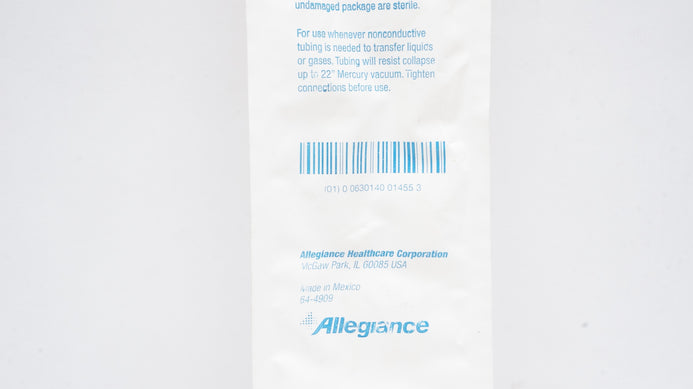 undamaged package are sterile.
For use whenever nonconductive
tubing is needed to transfer liquids
or gases. Tubing will resist collapse
up to 22" Mercury vacuum. Tighten
connections before use.
(01) 0 0630140 01455 3
Allegiance Healthcare Corporation
McGaw Park, IL 60085 USA
Made in Mexico
64-4909
Allegiance